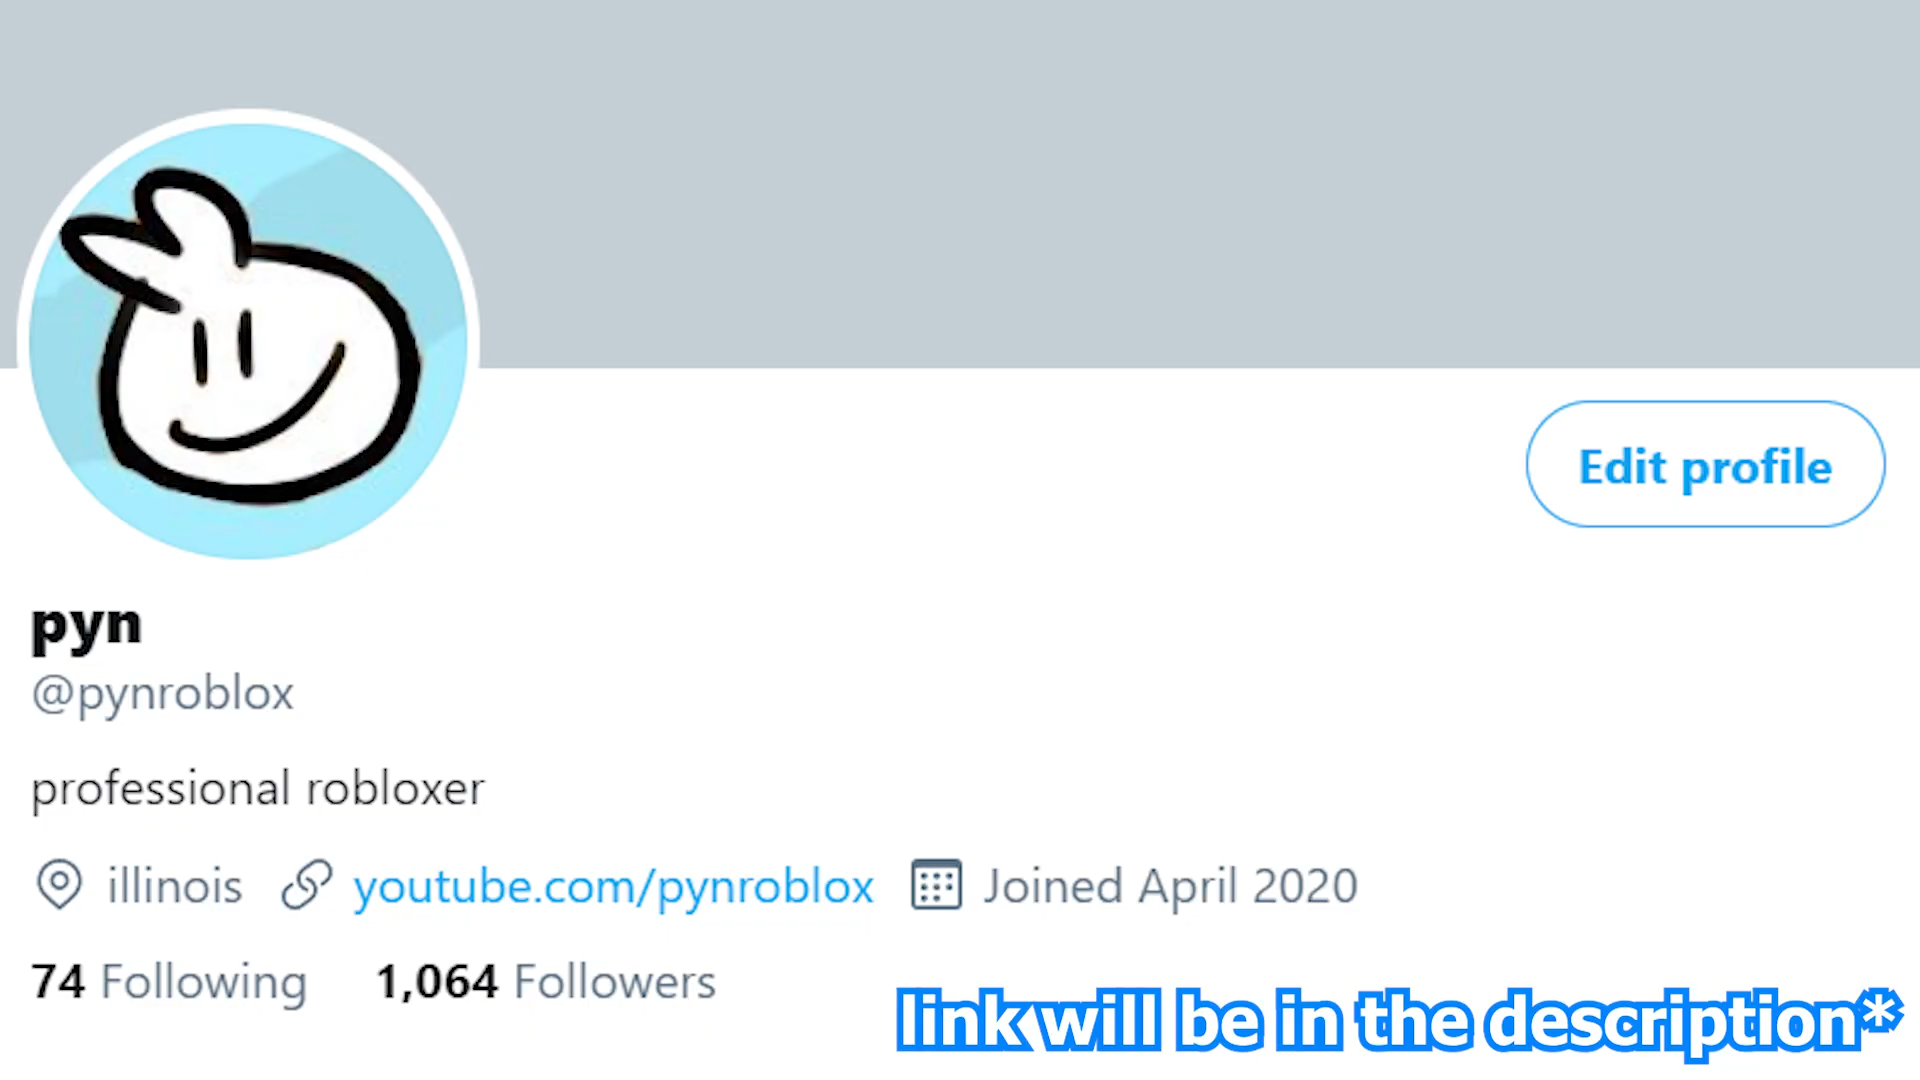 Edit profile
pyn
@pynroblox
professional robloxer
illinois youtube.com/pynroblox Joined April 2020
74 Following 1,064 Followers
link will be in the description*